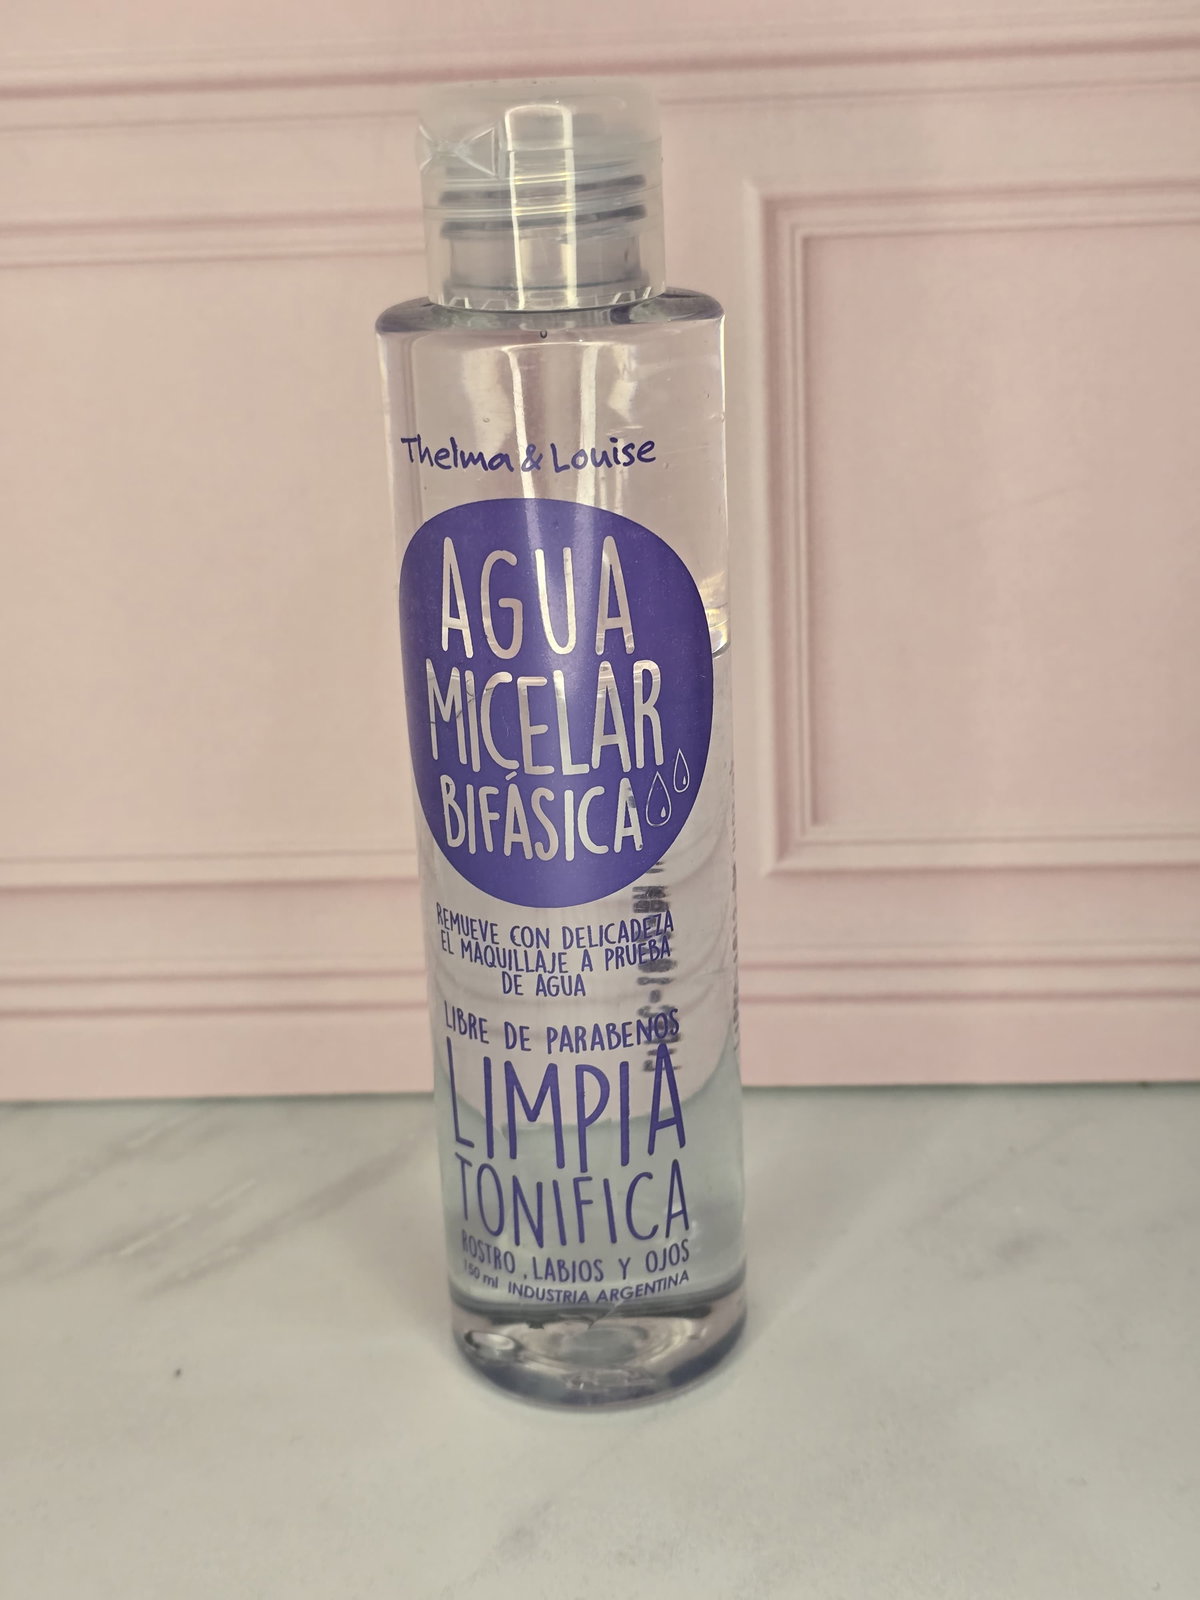 Thelma & Louise
AGUA
MICELAR
BIFÁSICA
REMUEVE CON DELICADEZA
EL MAQUILLAJE A PRUEBA
DE AGUA
LIBRE DE PARABENOS
LIMPIA
TONIFICA
ROSTRO, LABIOS Y OJOS
150 ml INDUSTRIA ARGENTINA